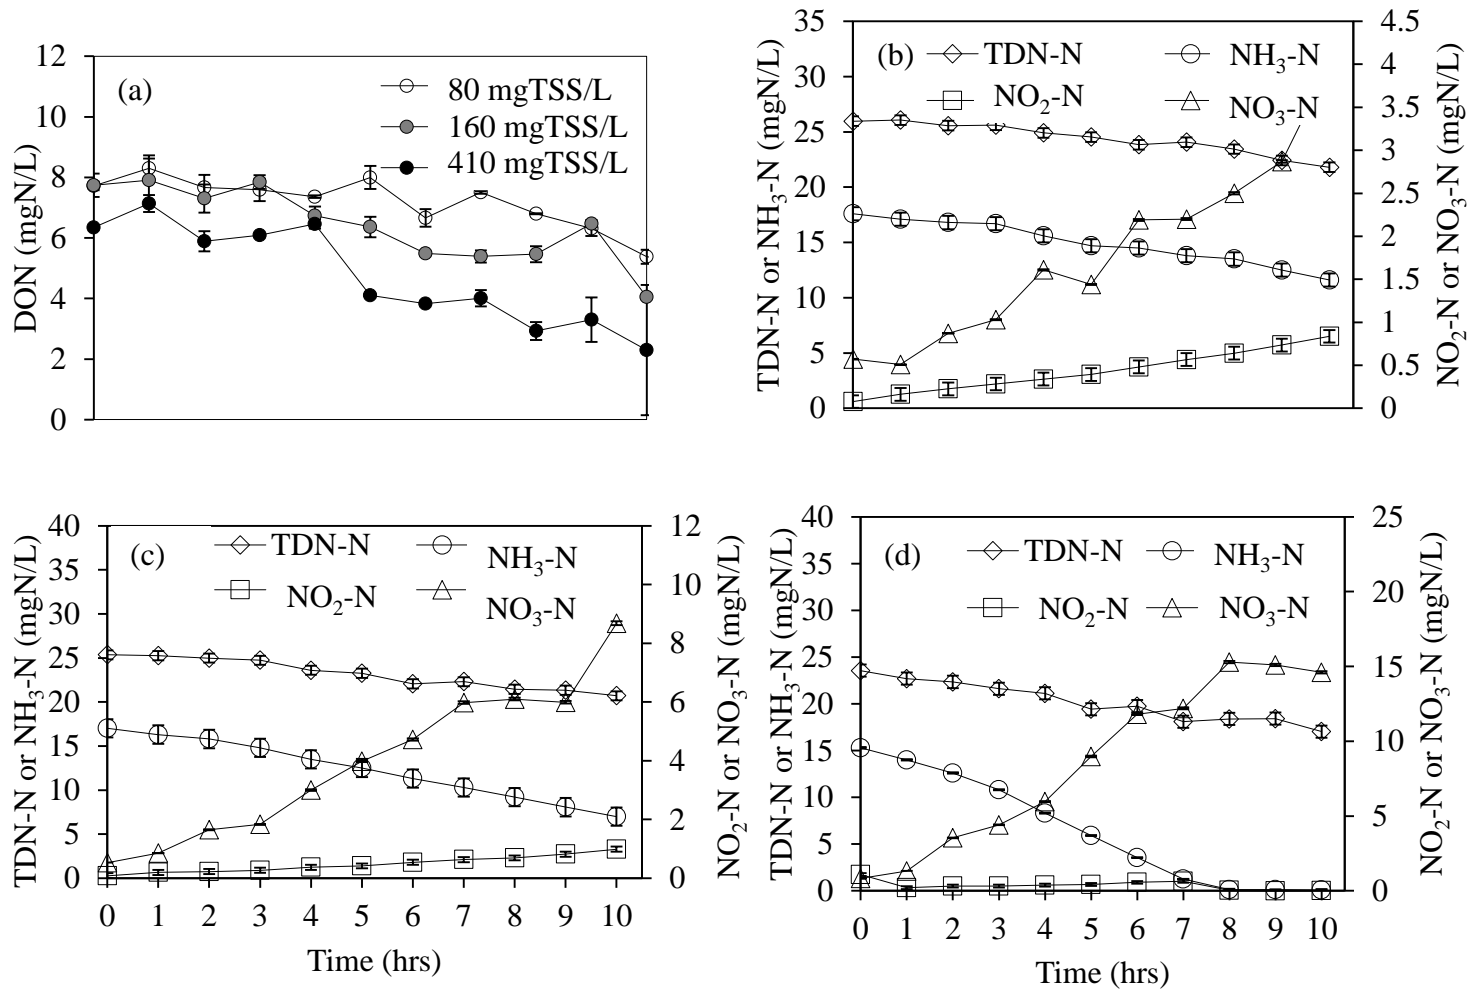 (a)
80 mgTSS/L
160 mgTSS/L
410 mgTSS/L
12
10
8
6
4
2
0
DON (mgN/L)
(b)
TDN-N
NH₃-N
NO₂-N
NO₃-N
35
30
25
20
15
10
5
0
TDN-N or NH₃-N (mgN/L)
4.5
4
3.5
3
2.5
2
1.5
1
0.5
0
NO₂-N or NO₃-N (mgN/L)
(c)
TDN-N
NH₃-N
NO₂-N
NO₃-N
40
35
30
25
20
15
10
5
0
TDN-N or NH₃-N (mgN/L)
12
10
8
6
4
2
0
NO₂-N or NO₃-N (mgN/L)
0 1 2 3 4 5 6 7 8 9 10
Time (hrs)
(d)
TDN-N
NH₃-N
NO₂-N
NO₃-N
40
35
30
25
20
15
10
5
0
TDN-N or NH₃-N (mgN/L)
25
20
15
10
5
0
NO₂-N or NO₃-N (mgN/L)
0 1 2 3 4 5 6 7 8 9 10
Time (hrs)